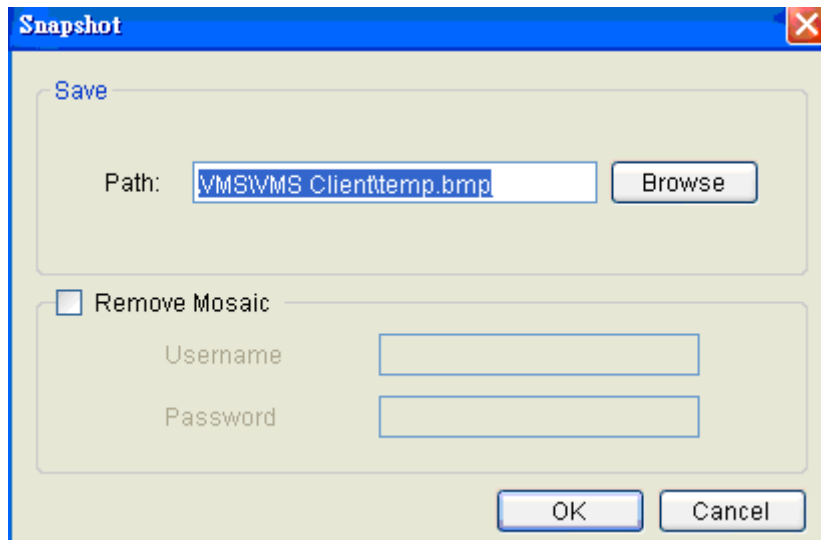 Snapshot
Save
Path: \VMS\VMS Client\temp.bmp Browse
Remove Mosaic
Username
Password
OK Cancel